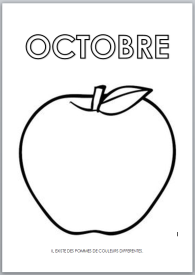 OCTOBRE
IL EXISTE DES POMMES DE COULEURS DIFFERENTES